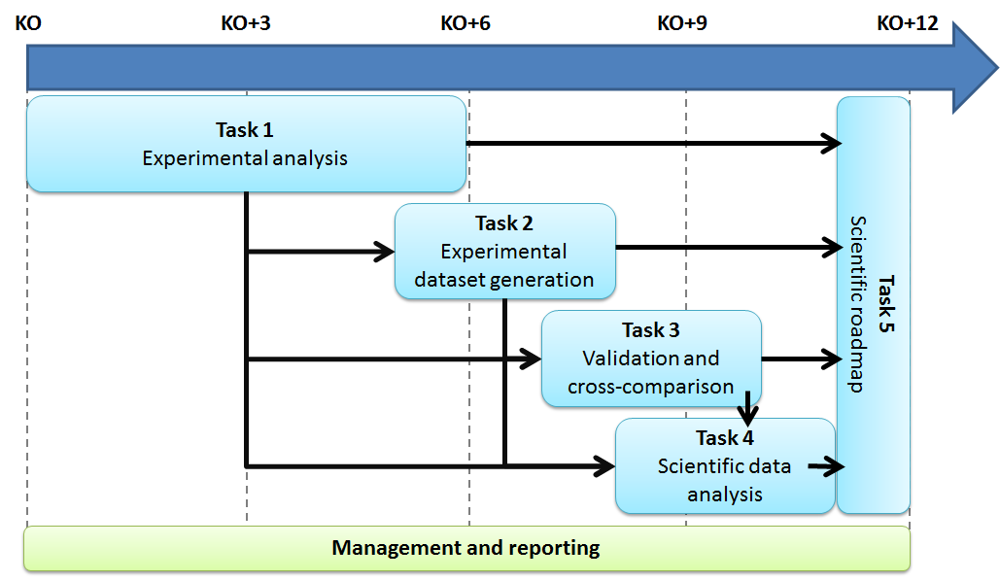 KO
KO+3
KO+6
KO+9
KO+12
Task 1
Experimental analysis
Task 2
Experimental
dataset generation
Task 3
Validation and
cross-comparison
Task 4
Scientific data
analysis
Task 5
Scientific roadmap
Management and reporting